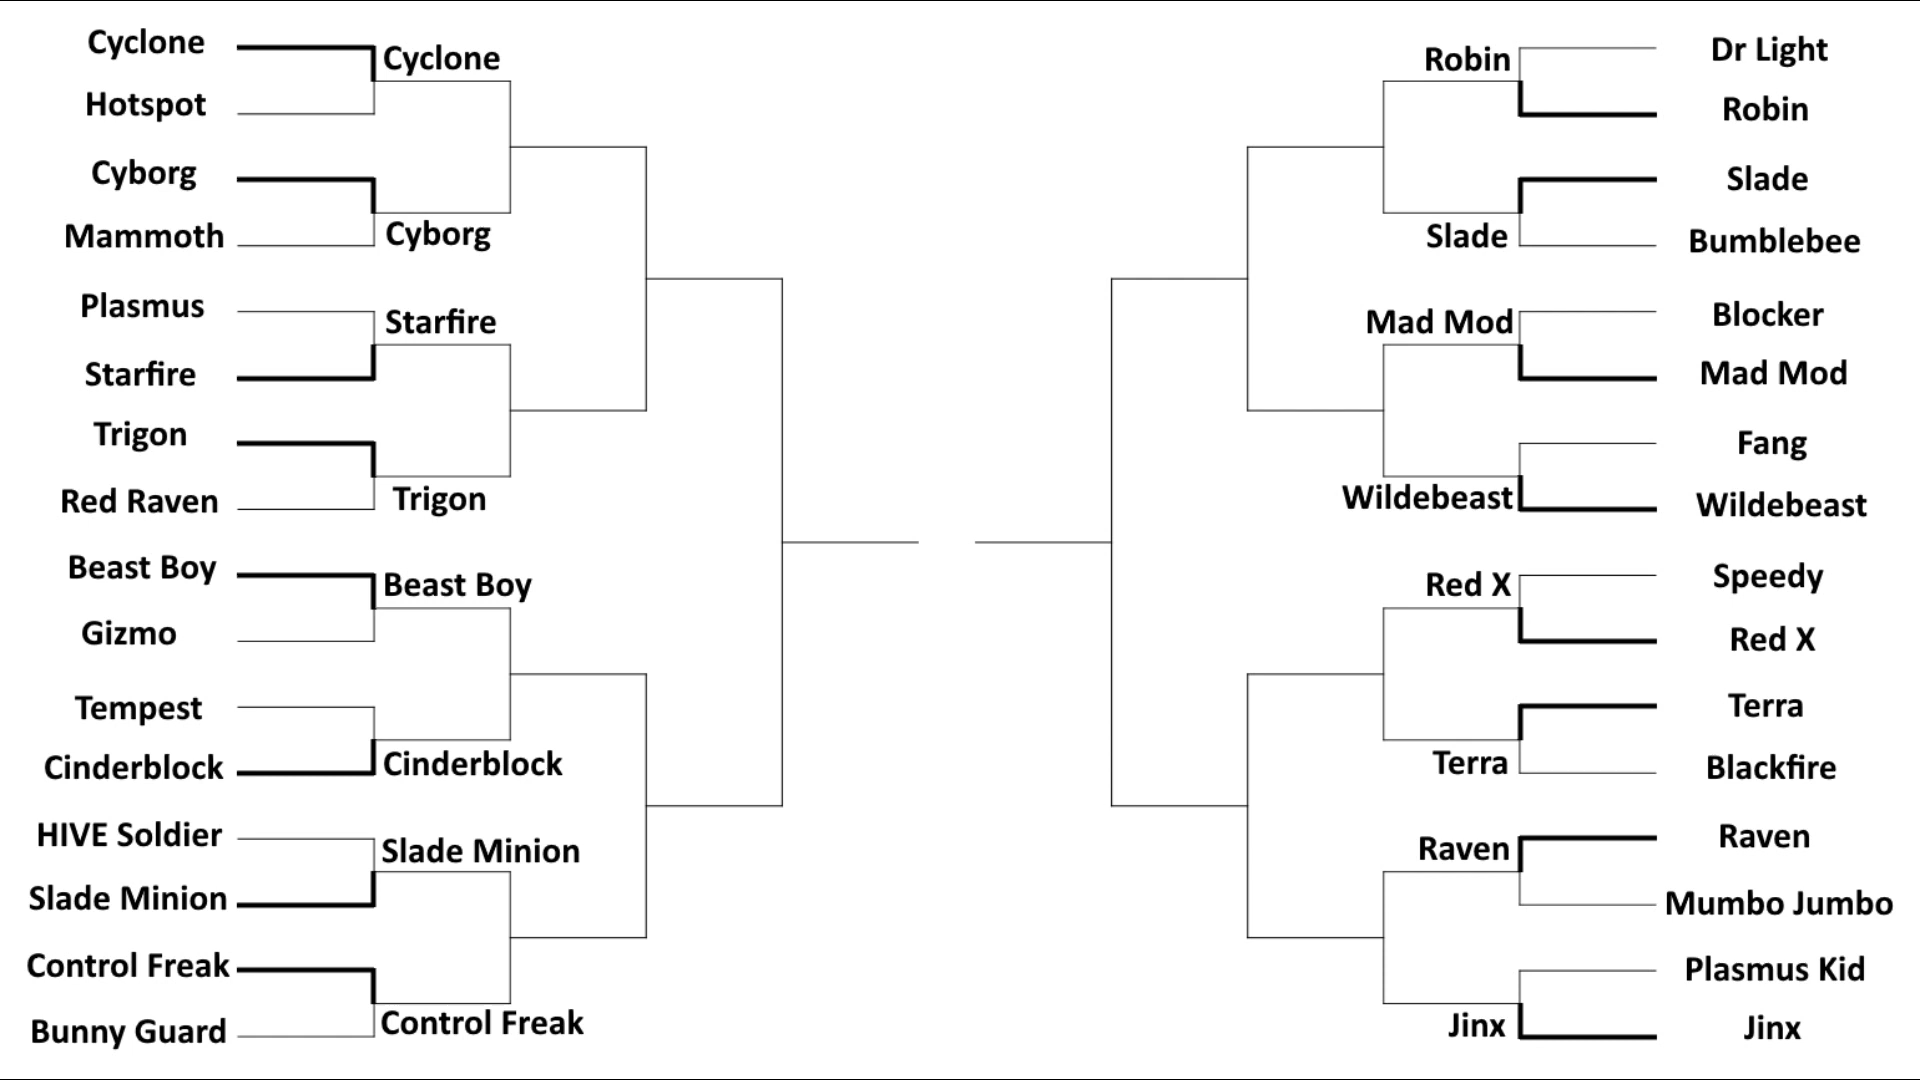 Cyclone
Hotspot
Cyborg
Mammoth
Plasmus
Starfire
Trigon
Red Raven
Beast Boy
Gizmo
Tempest
Cinderblock
HIVE Soldier
Slade Minion
Control Freak
Bunny Guard
Cyclone
Cyborg
Starfire
Trigon
Beast Boy
Cinderblock
Slade Minion
Control Freak
Robin
Slade
Mad Mod
Wildebeast
Red X
Terra
Raven
Jinx
Dr Light
Robin
Slade
Bumblebee
Blocker
Mad Mod
Fang
Wildebeast
Speedy
Red X
Terra
Blackfire
Raven
Mumbo Jumbo
Plasmus Kid
Jinx